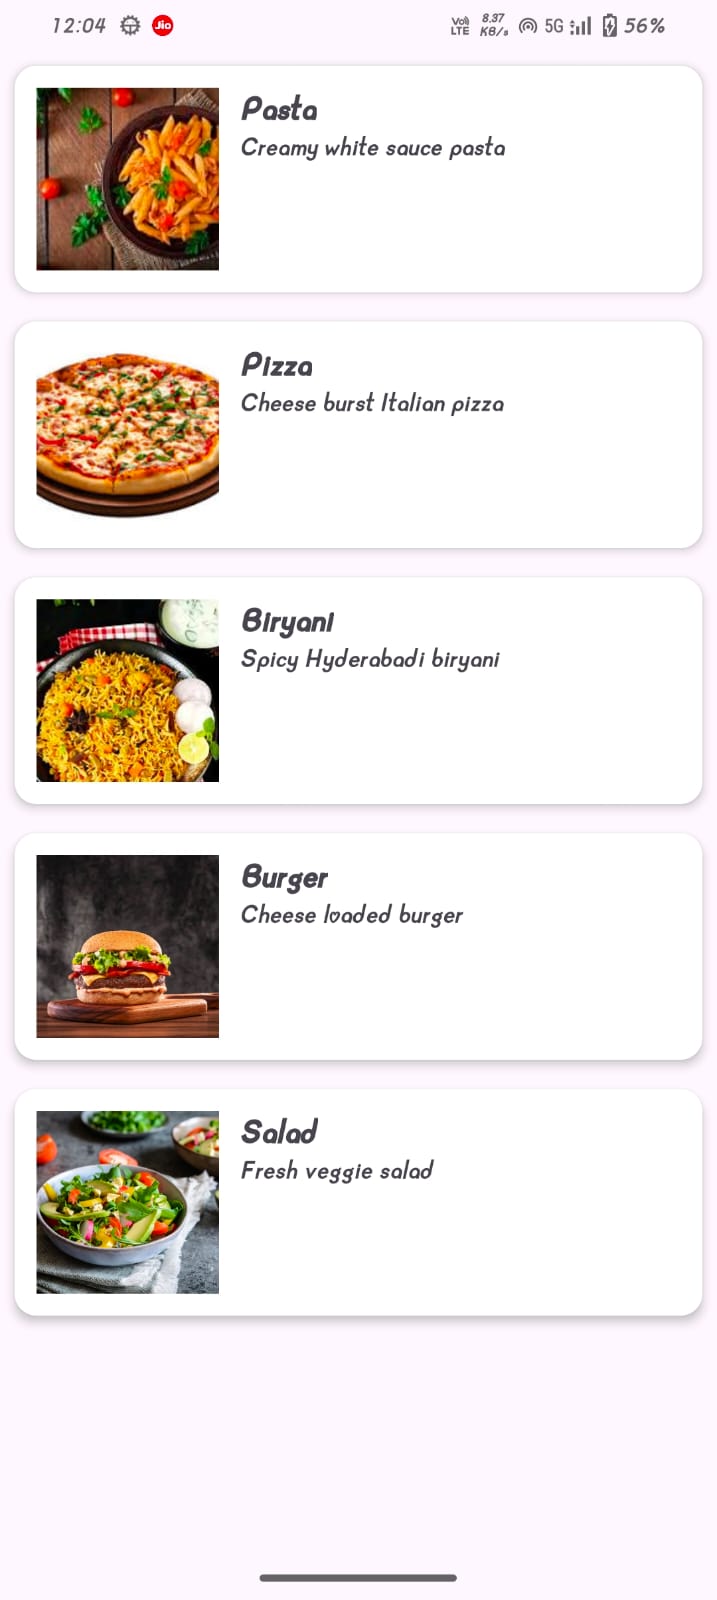 12:04 Jio Vo) LTE 8.37 KB/s 5G 56%
Pasta
Creamy white sauce pasta
Pizza
Cheese burst Italian pizza
Biryani
Spicy Hyderabadi biryani
Burger
Cheese loaded burger
Salad
Fresh veggie salad